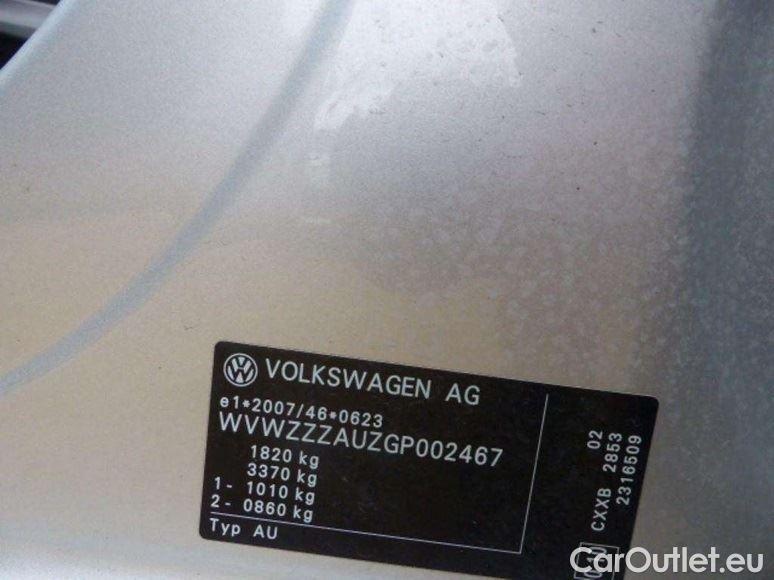 VOLKSWAGEN AG
e1*2007/46*0623
WVWZZZAUZGP002467
1820 kg
3370 kg
1- 1010 kg
2- 0860 kg
Typ AU
02
CXXB 2853
2316509
CarOutlet.eu